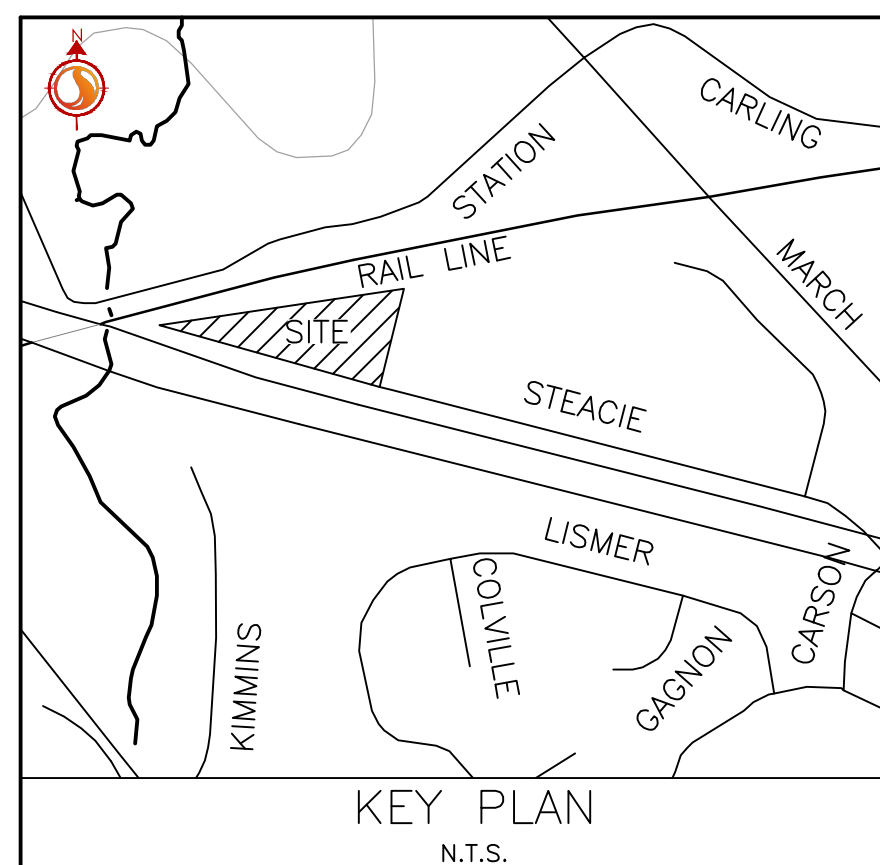 N
CARLING
STATION
MARCH
RAIL LINE
SITE
STEACIE
LISMER
COLVILLE
CARSON
GAGNON
KIMMINS
KEY PLAN
N.T.S.